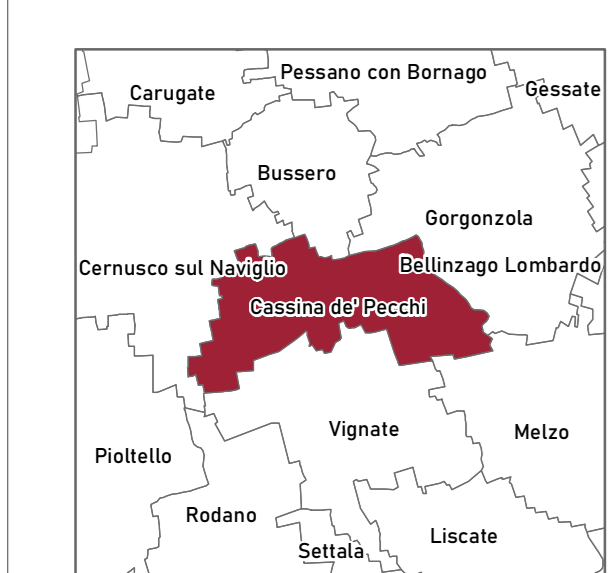 Pessano con Bornago
Carugate
Gessate
Bussero
Gorgonzola
Cernusco sul Naviglio
Bellinzago Lombardo
Cassina de' Pecchi
Vignate
Melzo
Pioltello
Rodano
Liscate
Settala